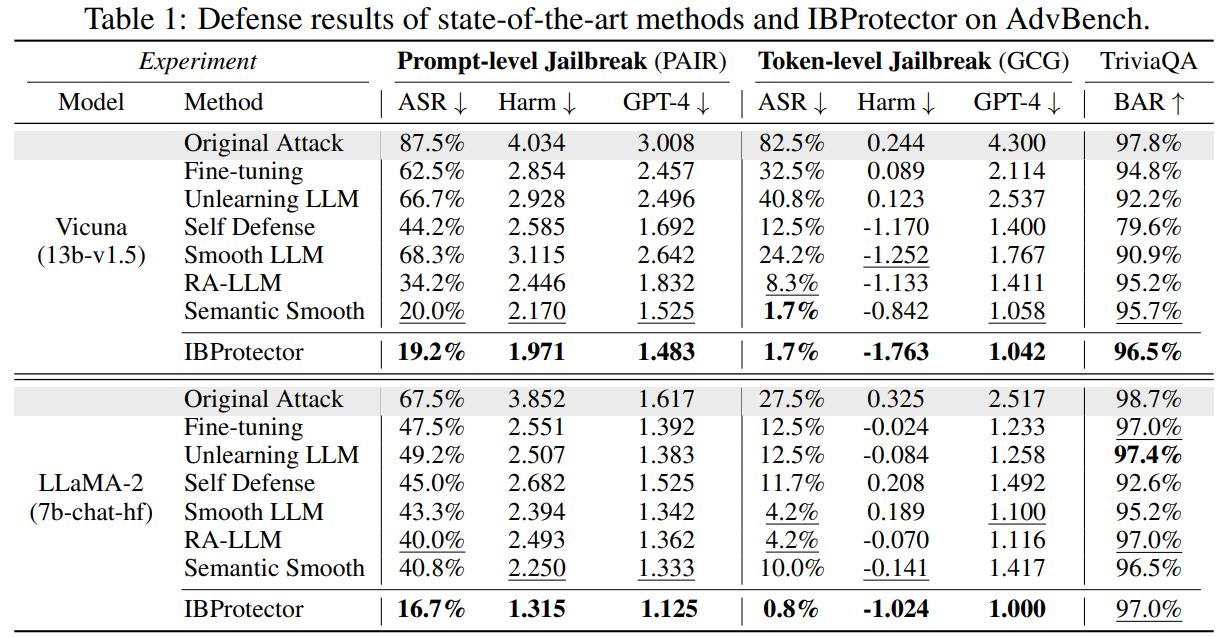 Table 1: Defense results of state-of-the-art methods and IBProtector on AdvBench.
Experiment Prompt-level Jailbreak (PAIR) Token-level Jailbreak (GCG) TriviaQA
Model Method ASR ↓ Harm ↓ GPT-4 ↓ ASR ↓ Harm ↓ GPT-4 ↓ BAR ↑
Original Attack 87.5% 4.034 3.008 82.5% 0.244 4.300 97.8%
Fine-tuning 62.5% 2.854 2.457 32.5% 0.089 2.114 94.8%
Unlearning LLM 66.7% 2.928 2.496 40.8% 0.123 2.537 92.2%
Vicuna
(13b-v1.5)
Self Defense 44.2% 2.585 1.692 12.5% -1.170 1.400 79.6%
Smooth LLM 68.3% 3.115 2.642 24.2% -1.252 1.767 90.9%
RA-LLM 34.2% 2.446 1.832 8.3% -1.133 1.411 95.2%
Semantic Smooth 20.0% 2.170 1.525 1.7% -0.842 1.058 95.7%
IBProtector 19.2% 1.971 1.483 1.7% -1.763 1.042 96.5%
Original Attack 67.5% 3.852 1.617 27.5% 0.325 2.517 98.7%
Fine-tuning 47.5% 2.551 1.392 12.5% -0.024 1.233 97.0%
Unlearning LLM 49.2% 2.507 1.383 12.5% -0.084 1.258 97.4%
LLaMA-2
(7b-chat-hf)
Self Defense 45.0% 2.682 1.525 11.7% 0.208 1.492 92.6%
Smooth LLM 43.3% 2.394 1.342 4.2% 0.189 1.100 95.2%
RA-LLM 40.0% 2.493 1.362 4.2% -0.070 1.116 97.0%
Semantic Smooth 40.8% 2.250 1.333 10.0% -0.141 1.417 96.5%
IBProtector 16.7% 1.315 1.125 0.8% -1.024 1.000 97.0%